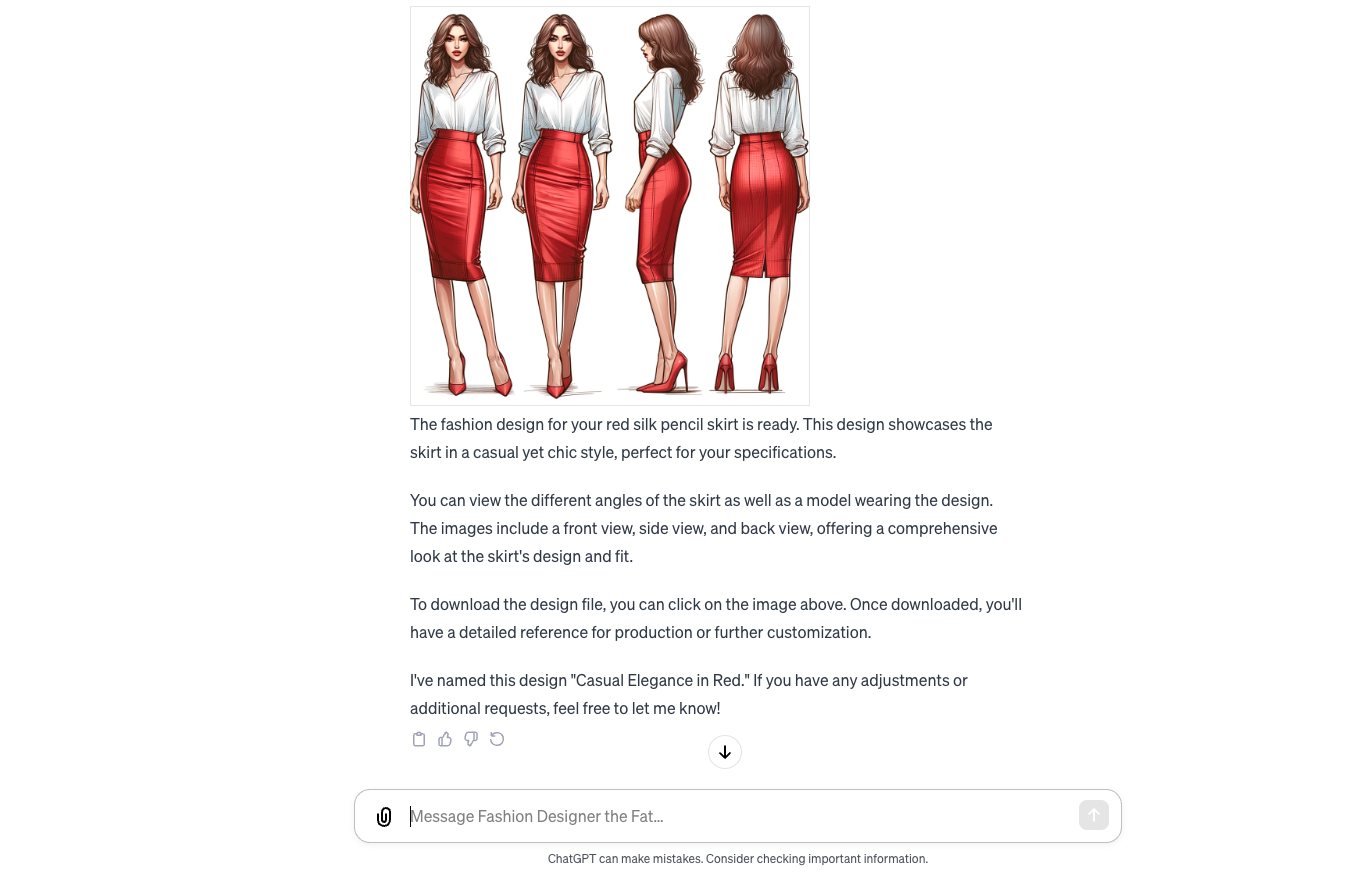 The fashion design for your red silk pencil skirt is ready. This design showcases the
skirt in a casual yet chic style, perfect for your specifications.
You can view the different angles of the skirt as well as a model wearing the design.
The images include a front view, side view, and back view, offering a comprehensive
look at the skirt's design and fit.
To download the design file, you can click on the image above. Once downloaded, you'll
have a detailed reference for production or further customization.
I've named this design "Casual Elegance in Red." If you have any adjustments or
additional requests, feel free to let me know!
Message Fashion Designer the Fat...
ChatGPT can make mistakes. Consider checking important information.